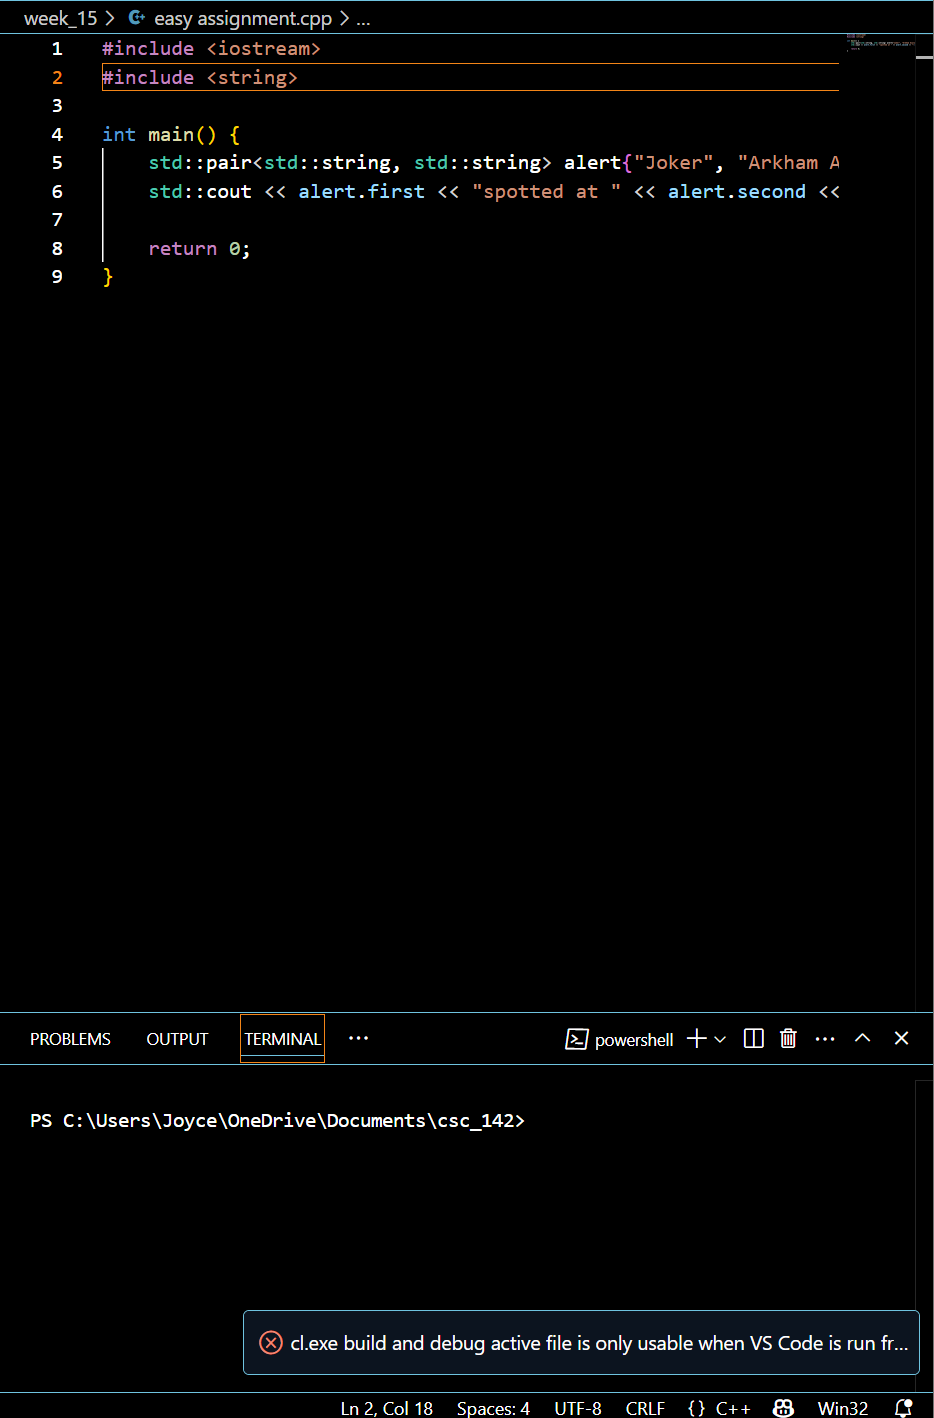 week_15 > easy assignment.cpp > ...
1 #include <iostream>
2 #include <string>
3
4 int main() {
5 std::pair<std::string, std::string> alert{"Joker", "Arkham A
6 std::cout << alert.first << "spotted at " << alert.second <<
7
8 return 0;
9 }
PROBLEMS OUTPUT TERMINAL ... powershell
PS C:\Users\Joyce\OneDrive\Documents\csc_142>
cl.exe build and debug active file is only usable when VS Code is run fr...
Ln 2, Col 18 Spaces: 4 UTF-8 CRLF {} C++ Win32